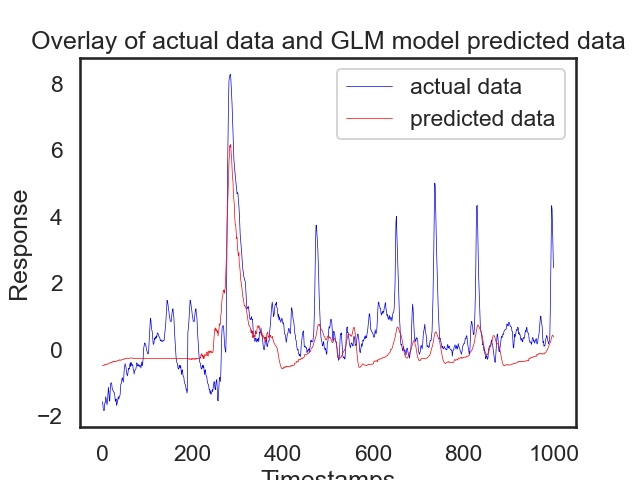 Overlay of actual data and GLM model predicted data
actual data
predicted data
Response
8
6
4
2
0
−2
0 200 400 600 800 1000
Timestamps